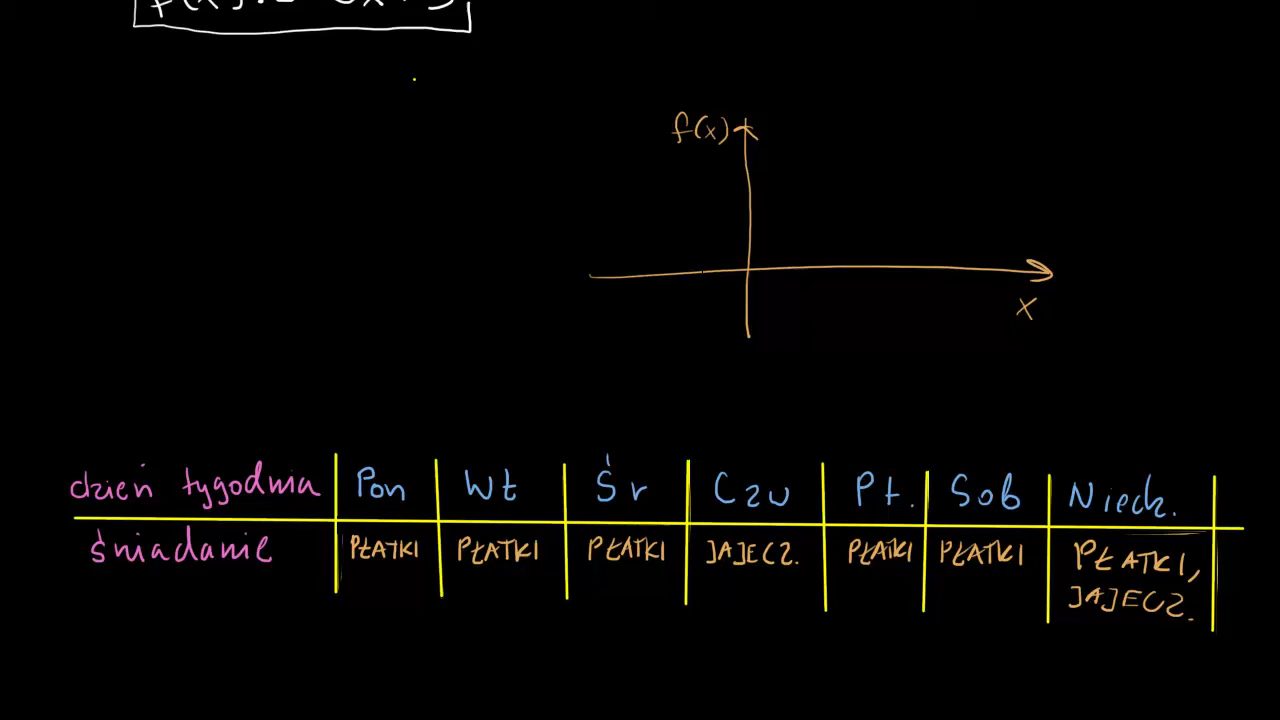 f(x)
x
dzień tygodnia Pon Wt Śr Czw Pt. Sob Niedz.
śniadanie PŁATKI PŁATKI PŁATKI JAJECZ. PŁATKI PŁATKI PŁATKI,
JAJECZ.